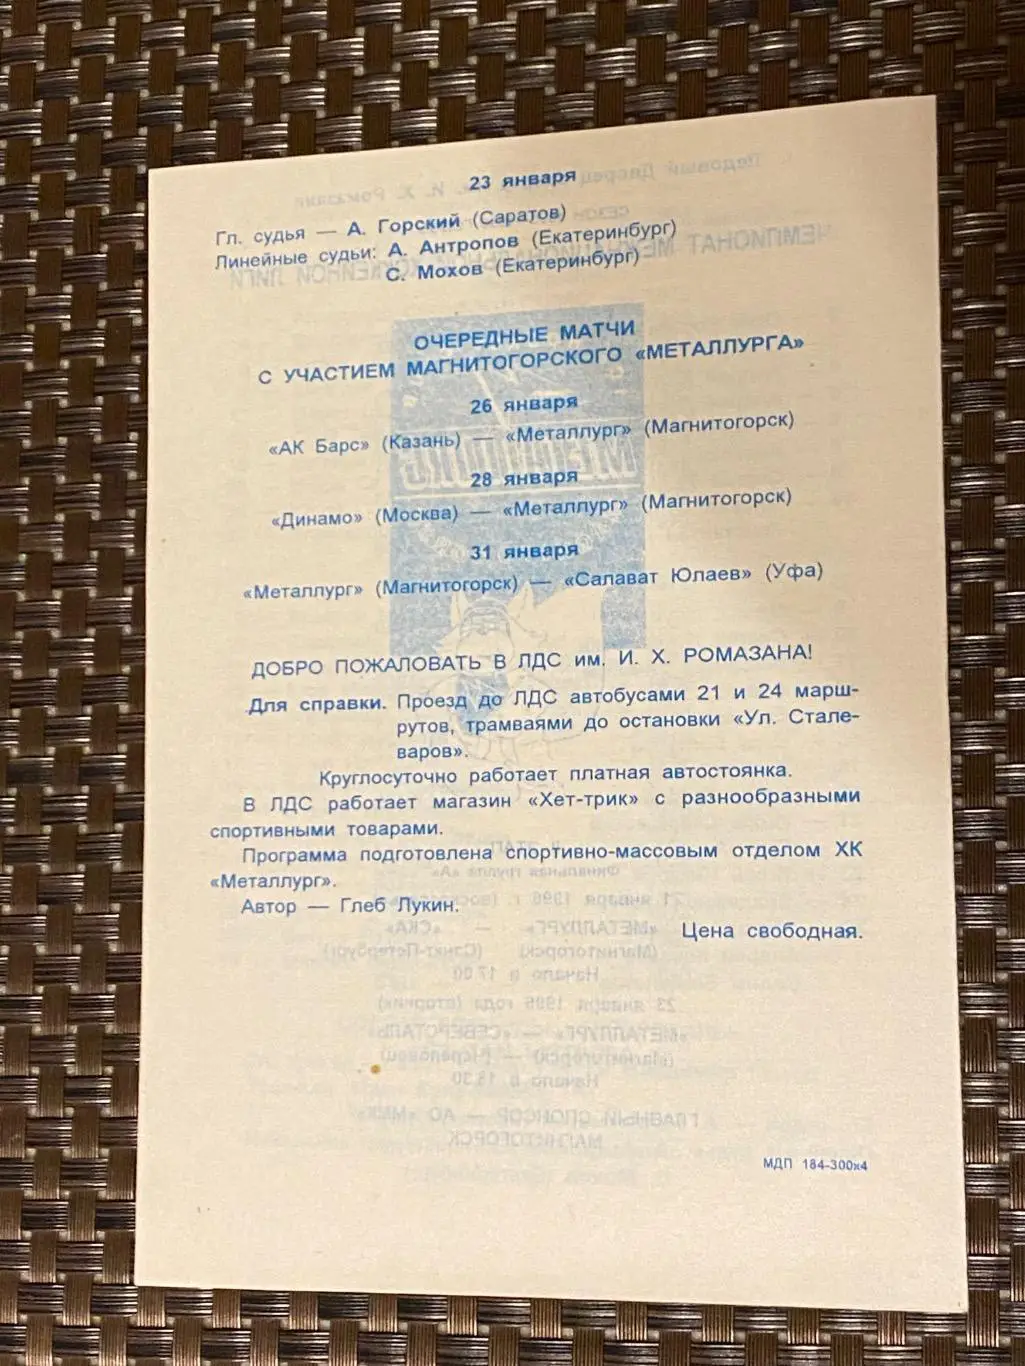 23 января
Гл. судья — А. Горский (Саратов)
Линейные судьи: А. Антропов (Екатеринбург)
С. Мохов (Екатеринбург)
ОЧЕРЕДНЫЕ МАТЧИ
С УЧАСТИЕМ МАГНИТОГОРСКОГО «МЕТАЛЛУРГА»
26 января
«АК Барс» (Казань) — «Металлург» (Магнитогорск)
28 января
«Динамо» (Москва) — «Металлург» (Магнитогорск)
31 января
«Металлург» (Магнитогорск) — «Салават Юлаев» (Уфа)
ДОБРО ПОЖАЛОВАТЬ В ЛДС им. И. Х. РОМАЗАНА!
Для справки. Проезд до ЛДС автобусами 21 и 24 марш-
рутов, трамваями до остановки «Ул. Стале-
варов».
Круглосуточно работает платная автостоянка.
В ЛДС работает магазин «Хет-трик» с разнообразными
спортивными товарами.
Программа подготовлена спортивно-массовым отделом ХК
«Металлург».
Автор — Глеб Лукин.
Цена свободная.
МДП 184-300х4